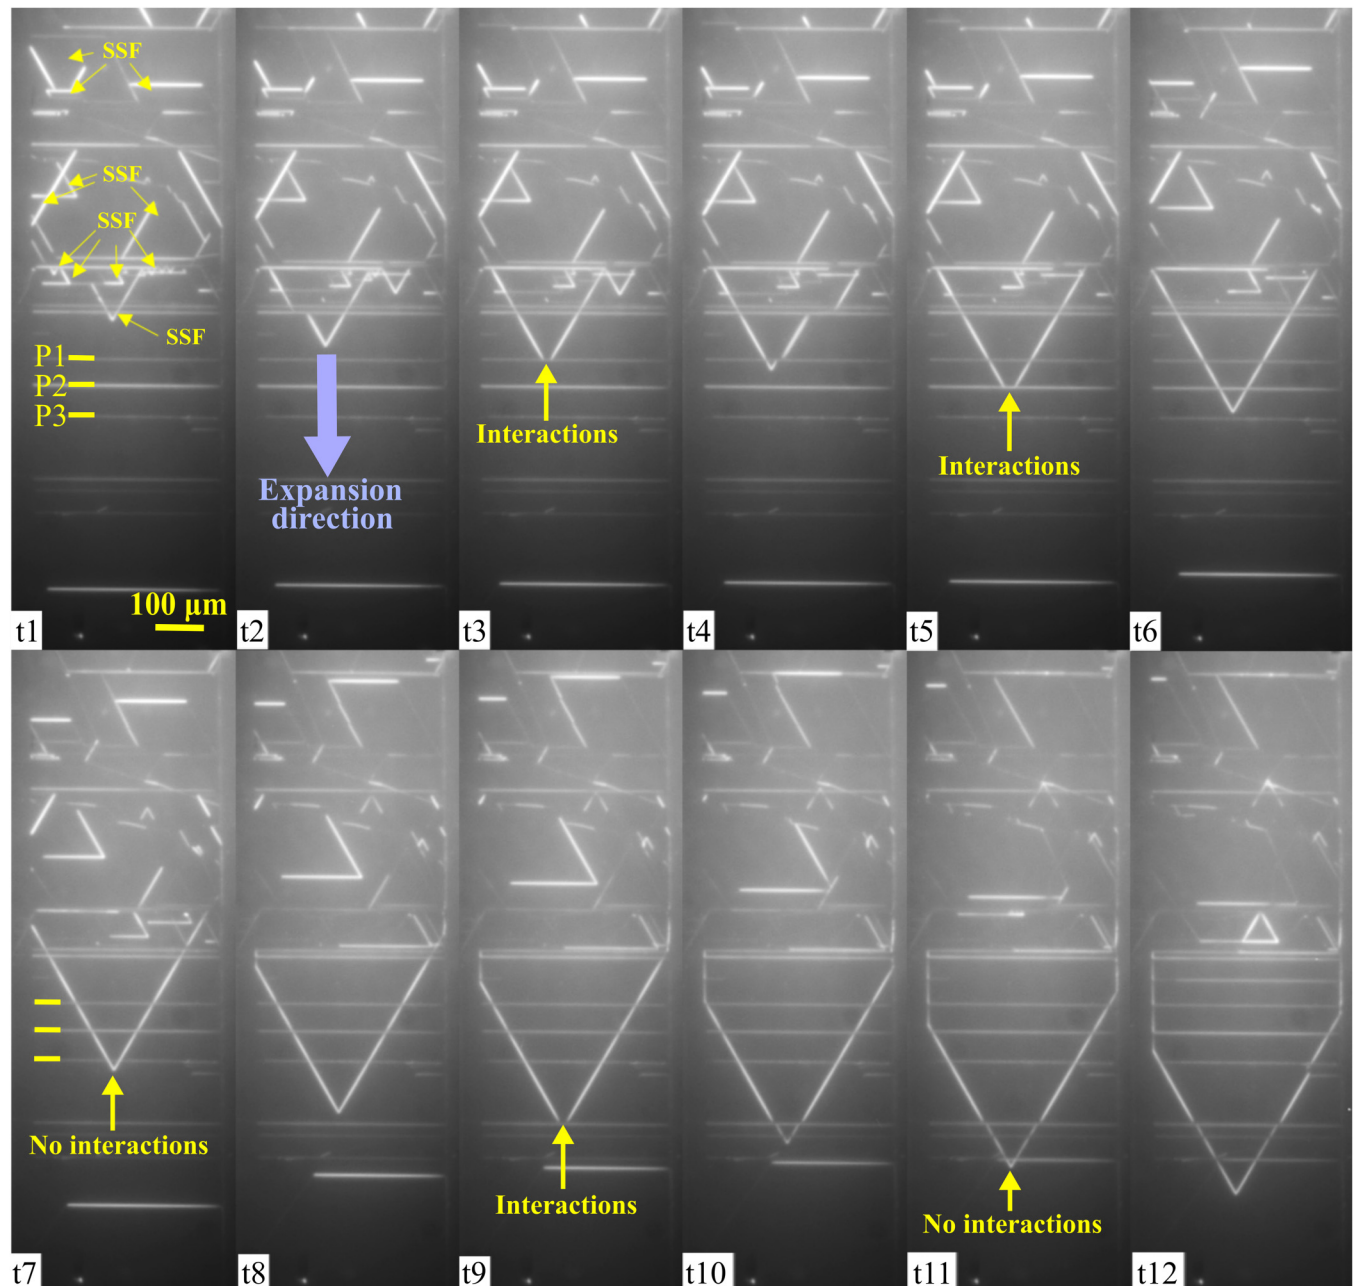 SSF
SSF
SSF
SSF
P1
P2
P3
100 µm
t1
Expansion
direction
t2
Interactions
t3
t4
Interactions
t5
t6
No interactions
t7
t8
Interactions
t9
t10
No interactions
t11
t12